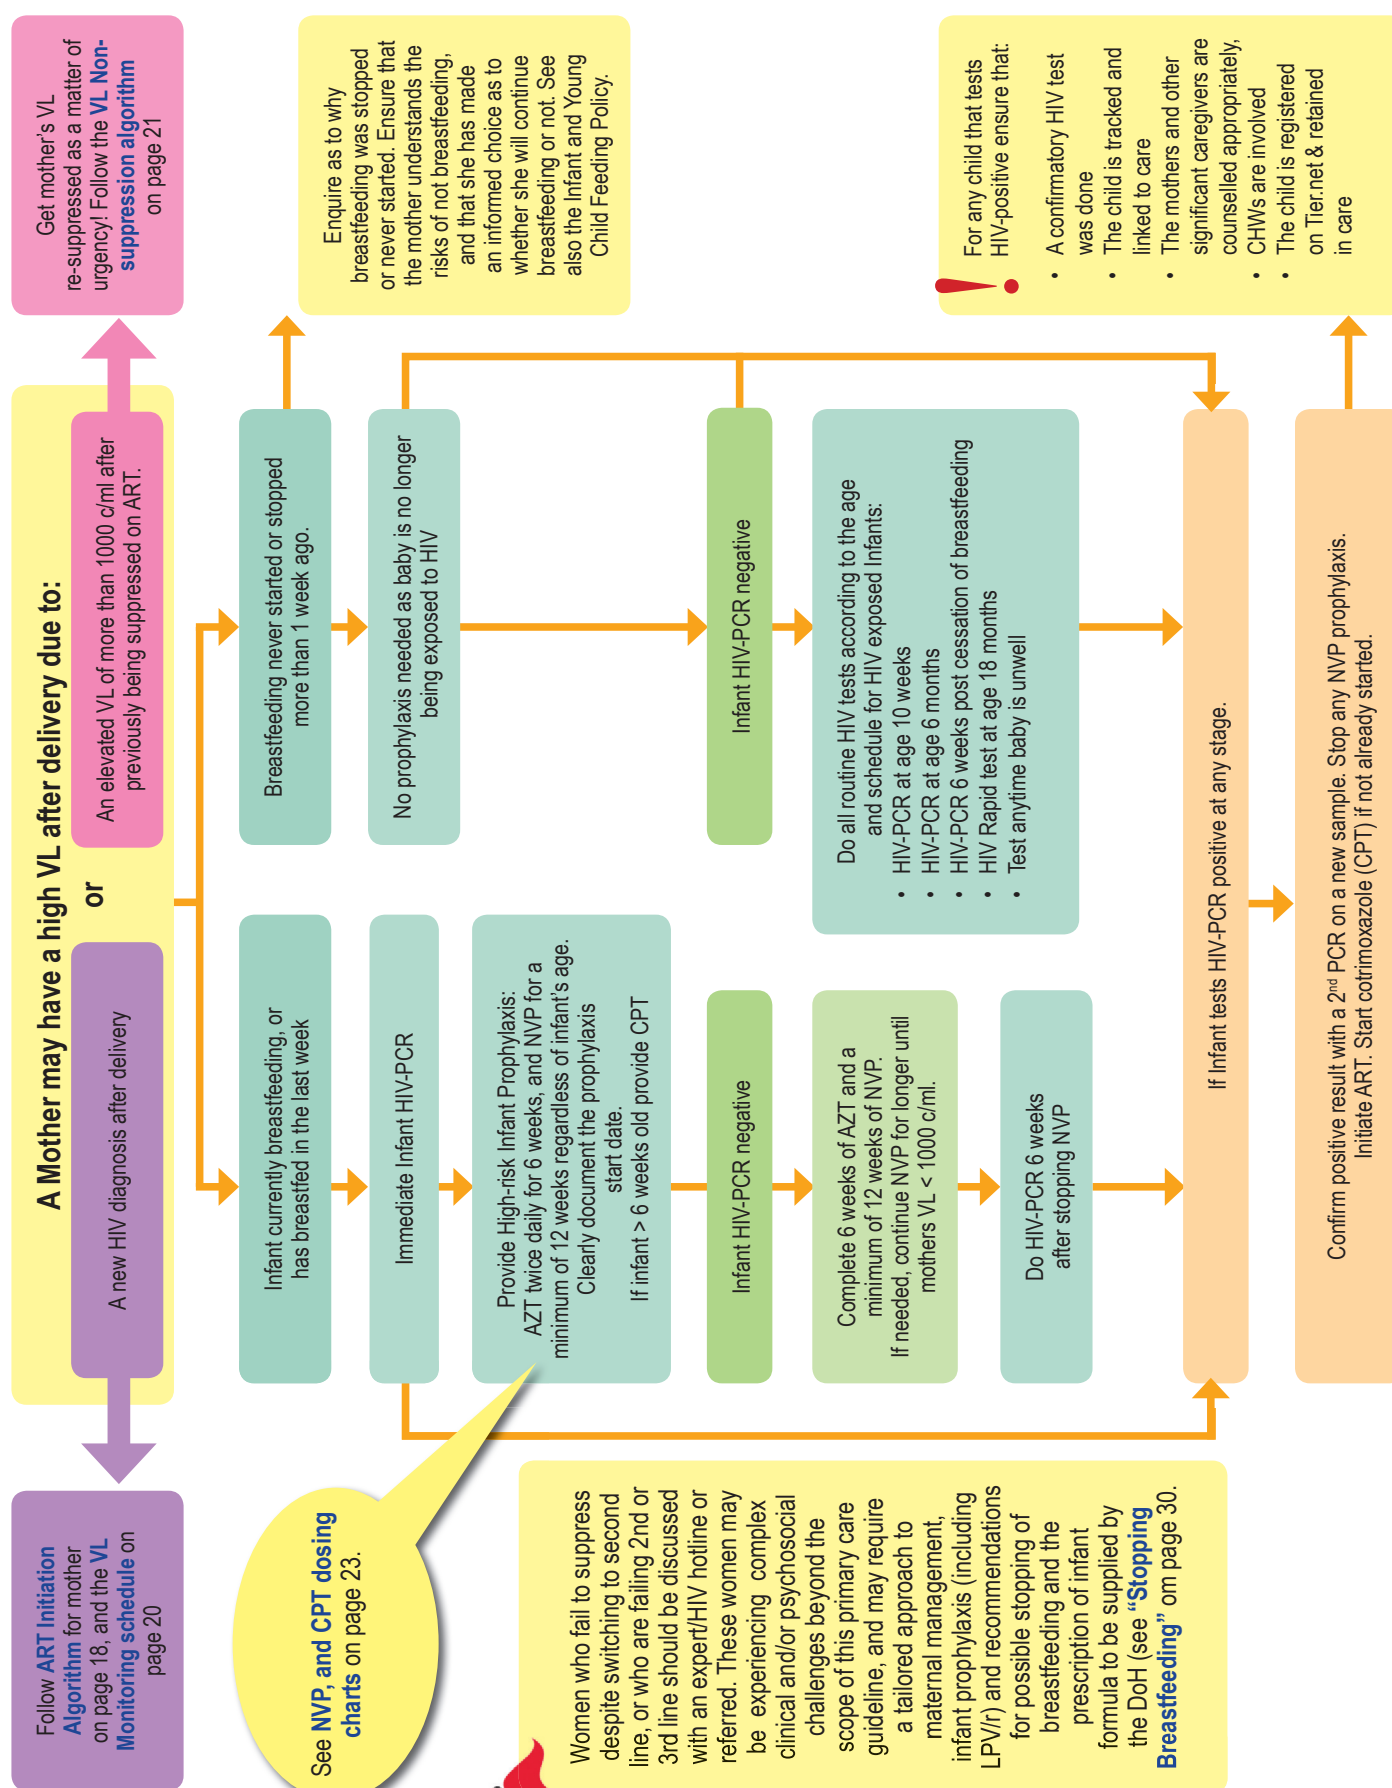 A Mother may have a high VL after delivery due to:
A new HIV diagnosis after delivery
or
An elevated VL of more than 1000 c/ml after
previously being suppressed on ART.
Follow ART Initiation
Algorithm for mother
on page 18, and the VL
Monitoring schedule on
page 20
Get mother's VL
re-suppressed as a matter of
urgency! Follow the VL Non-
suppression algorithm
on page 21
Infant currently breastfeeding, or
has breastfed in the last week
Breastfeeding never started or stopped
more than 1 week ago.
Enquire as to why
breastfeeding was stopped
or never started. Ensure that
the mother understands the
risks of not breastfeeding,
and that she has made
an informed choice as to
whether she will continue
breastfeeding or not. See
also the Infant and Young
Child Feeding Policy.
Immediate Infant HIV-PCR
No prophylaxis needed as baby is no longer
being exposed to HIV
See NVP, and CPT dosing
charts on page 23.
Provide High-risk Infant Prophylaxis:
AZT twice daily for 6 weeks, and NVP for a
minimum of 12 weeks regardless of infant's age.
Clearly document the prophylaxis
start date.
If infant > 6 weeks old provide CPT
Infant HIV-PCR negative
Infant HIV-PCR negative
Complete 6 weeks of AZT and a
minimum of 12 weeks of NVP.
If needed, continue NVP for longer until
mothers VL < 1000 c/ml.
Do all routine HIV tests according to the age
and schedule for HIV exposed Infants:
• HIV-PCR at age 10 weeks
• HIV-PCR at age 6 months
• HIV-PCR 6 weeks post cessation of breastfeeding
• HIV Rapid test at age 18 months
• Test anytime baby is unwell
Do HIV-PCR 6 weeks
after stopping NVP
Women who fail to suppress
despite switching to second
line, or who are failing 2nd or
3rd line should be discussed
with an expert/HIV hotline or
referred. These women may
be experiencing complex
clinical and/or psychosocial
challenges beyond the
scope of this primary care
guideline, and may require
a tailored approach to
maternal management,
infant prophylaxis (including
LPV/r) and recommendations
for possible stopping of
breastfeeding and the
prescription of infant
formula to be supplied by
the DoH (see "Stopping
Breastfeeding" om page 30.
If Infant tests HIV-PCR positive at any stage.
Confirm positive result with a 2nd PCR on a new sample. Stop any NVP prophylaxis.
Initiate ART. Start cotrimoxazole (CPT) if not already started.
For any child that tests
HIV-positive ensure that:
• A confirmatory HIV test
was done
• The child is tracked and
linked to care
• The mothers and other
significant caregivers are
counselled appropriately,
CHWs are involved
• The child is registered
on Tier.net & retained
in care